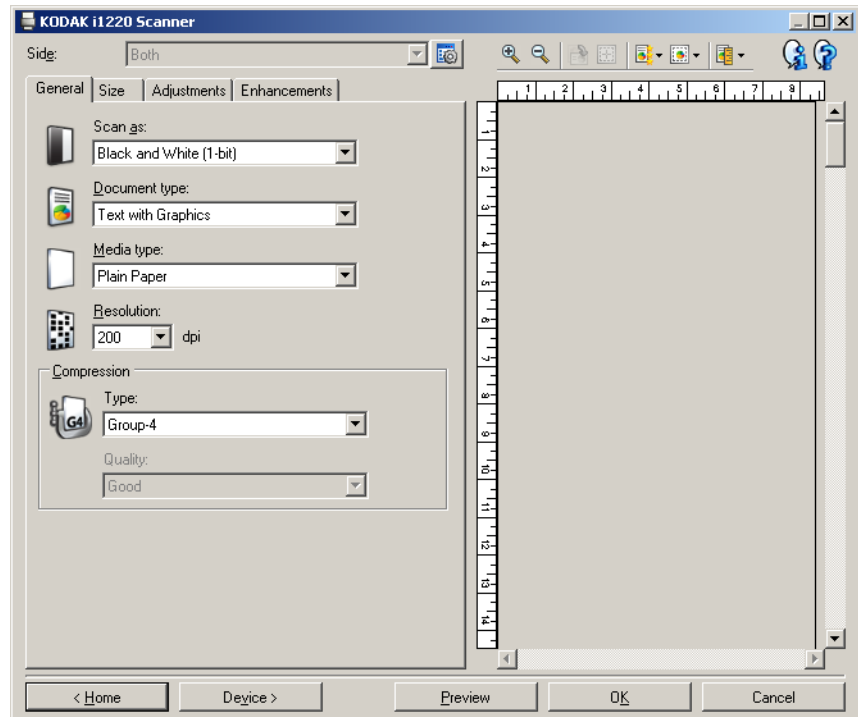 KODAK i1220 Scanner
Side: Both
General Size Adjustments Enhancements
Scan as:
Black and White (1-bit)
Document type:
Text with Graphics
Media type:
Plain Paper
Resolution:
200 dpi
Compression
Type:
G4 Group-4
Quality:
Good
1 2 3 4 5 6 7 8
1
2
3
4
5
6
7
8
9
10
11
12
13
14
< Home Device > Preview OK Cancel